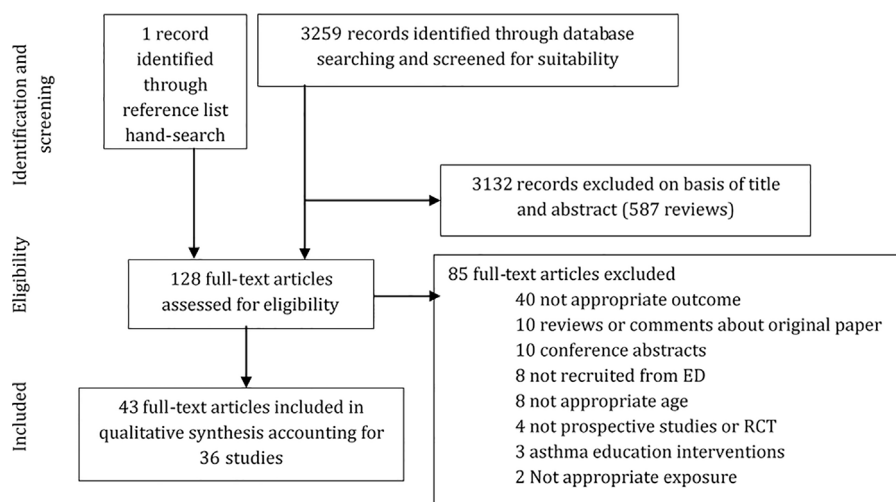 Identification and
screening
1 record
identified
through
reference list
hand-search
3259 records identified through database
searching and screened for suitability
3132 records excluded on basis of title
and abstract (587 reviews)
Eligibility
128 full-text articles
assessed for eligibility
85 full-text articles excluded
40 not appropriate outcome
10 reviews or comments about original paper
10 conference abstracts
8 not recruited from ED
8 not appropriate age
4 not prospective studies or RCT
3 asthma education interventions
2 Not appropriate exposure
Included
43 full-text articles included in
qualitative synthesis accounting for
36 studies